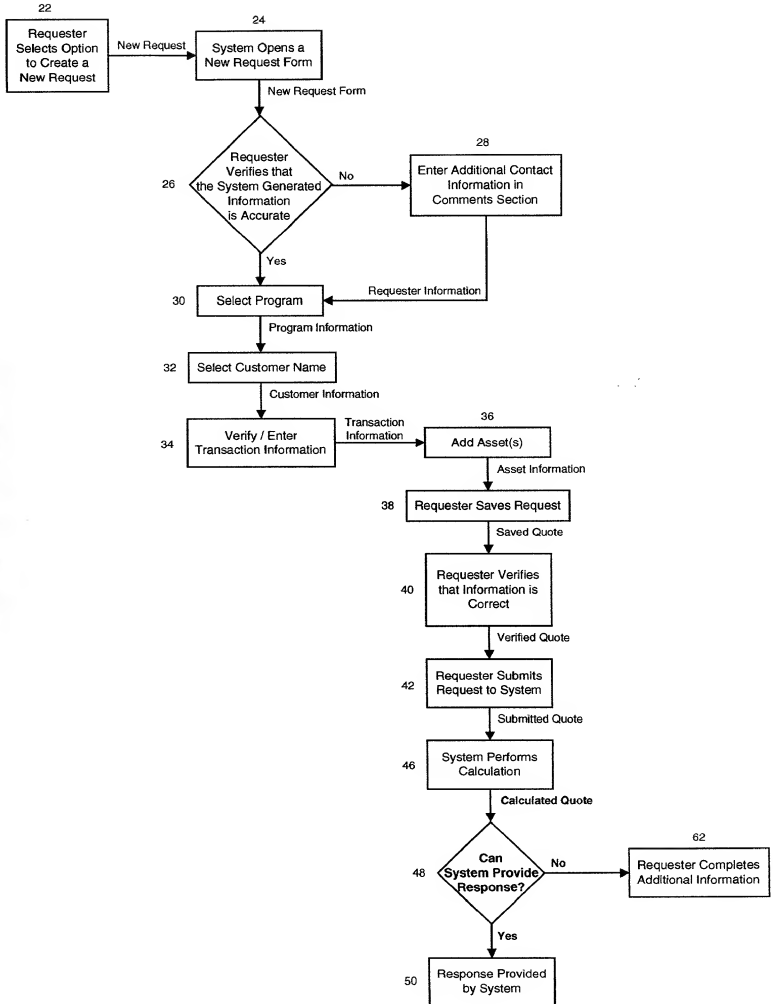 22
Requester
Selects Option
to Create a
New Request
New Request
24
System Opens a
New Request Form
New Request Form
26
Requester
Verifies that
the System Generated
Information
is Accurate
No
28
Enter Additional Contact
Information in
Comments Section
Yes
Requester Information
30
Select Program
Program Information
32
Select Customer Name
Customer Information
34
Verify / Enter
Transaction Information
Transaction
Information
36
Add Asset(s)
Asset Information
38
Requester Saves Request
Saved Quote
40
Requester Verifies
that Information is
Correct
Verified Quote
42
Requester Submits
Request to System
Submitted Quote
46
System Performs
Calculation
Calculated Quote
48
Can
System Provide
Response?
No
62
Requester Completes
Additional Information
Yes
50
Response Provided
by System